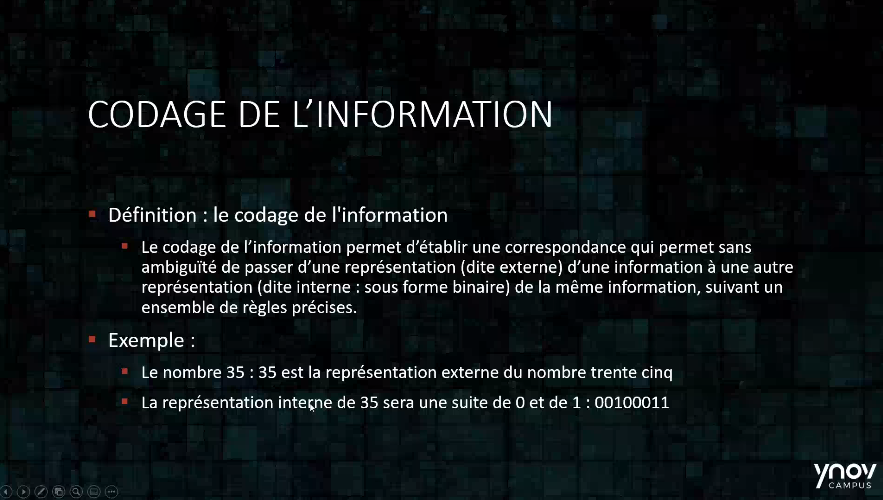 CODAGE DE L’INFORMATION
Définition : le codage de l'information
Le codage de l’information permet d’établir une correspondance qui permet sans
ambiguïté de passer d’une représentation (dite externe) d’une information à une autre
représentation (dite interne : sous forme binaire) de la même information, suivant un
ensemble de règles précises.
Exemple :
Le nombre 35 : 35 est la représentation externe du nombre trente cinq
La représentation interne de 35 sera une suite de 0 et de 1 : 00100011
ynov
CAMPUS